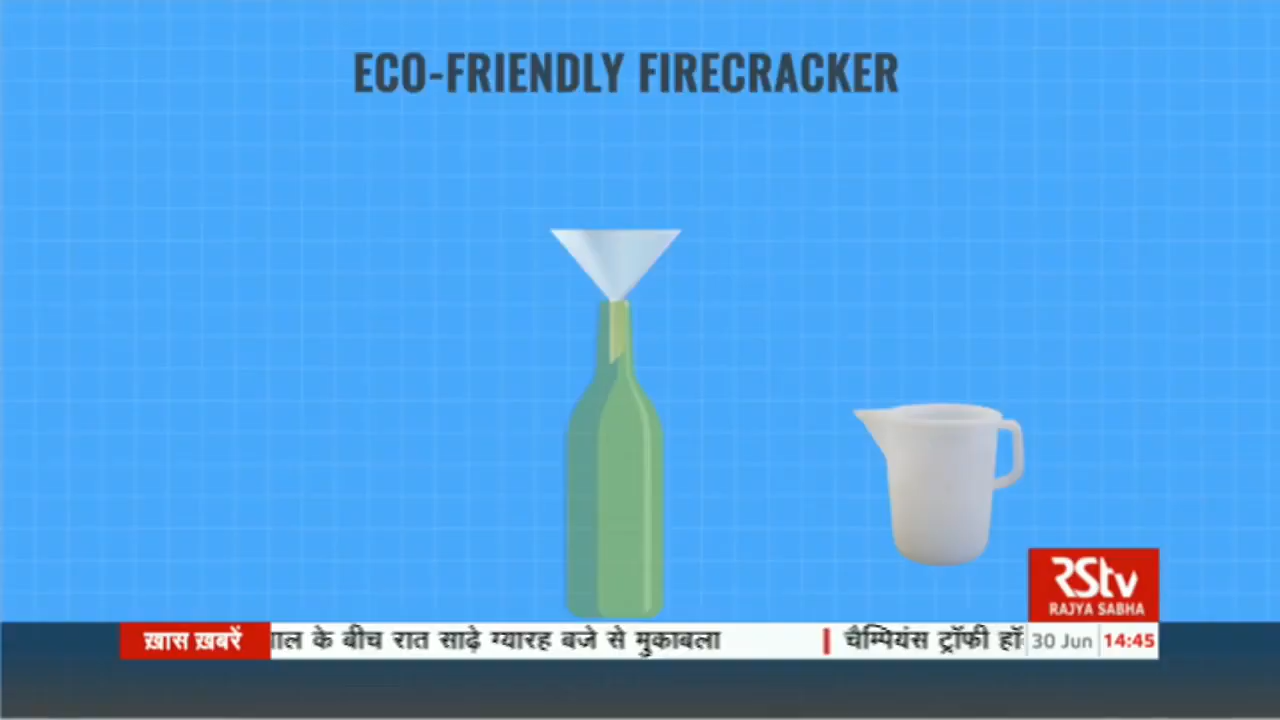 ECO-FRIENDLY FIRECRACKER
RStv
RAJYA SABHA
ख़ास ख़बरें
के बीच रात साढ़े ग्यारह बजे से मुकाबला | चैम्पियंस ट्रॉफी
30 Jun 14:45